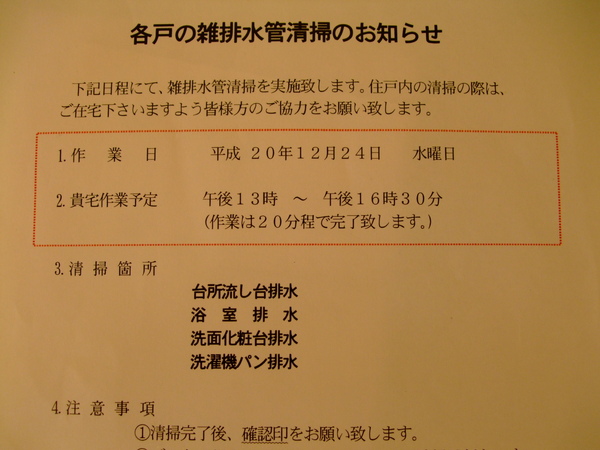 各戸の雑排水管清掃のお知らせ
下記日程にて、雑排水管清掃を実施致します。住戸内の清掃の際は、
ご在宅下さいますよう皆様方のご協力をお願い致します。
1.作業日 平成 20年12月24日 水曜日
2.貴宅作業予定 午後13時 ～ 午後16時30分
(作業は20分程で完了致します。)
3.清掃箇所
台所流し台排水
浴室排水
洗面化粧台排水
洗濯機パン排水
4.注意事項
①清掃完了後、確認印をお願い致します。